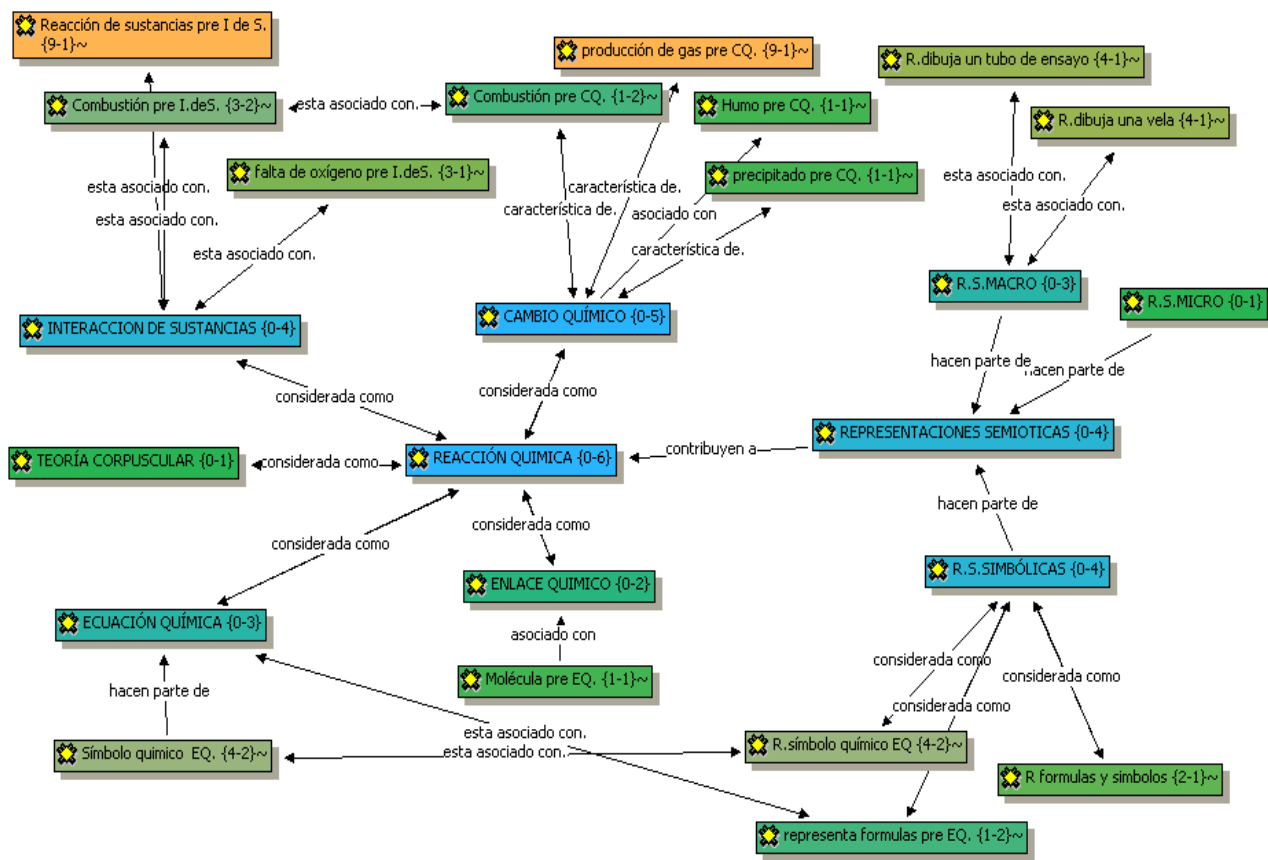 Reacción de sustancias pre I de S.
{9-1}~
producción de gas pre CQ. {9-1}~
R.dibuja un tubo de ensayo {4-1}~
Combustión pre I.deS. {3-2}~
esta asociado con.
Combustión pre CQ. {1-2}~
Humo pre CQ. {1-1}~
R.dibuja una vela {4-1}~
falta de oxígeno pre I.deS. {3-1}~
precipitado pre CQ. {1-1}~
esta asociado con.
esta asociado con.
esta asociado con.
característica de.
característica de.
asociado con
característica de.
esta asociado con.
esta asociado con.
R.S.MACRO {0-3}
R.S.MICRO {0-1}
INTERACCION DE SUSTANCIAS {0-4}
CAMBIO QUÍMICO {0-5}
hacen parte de
hacen parte de
considerada como
considerada como
REPRESENTACIONES SEMIOTICAS {0-4}
TEORÍA CORPUSCULAR {0-1}
considerada como
REACCIÓN QUIMICA {0-6}
contribuyen a
hacen parte de
considerada como
considerada como
R.S.SIMBÓLICAS {0-4}
ENLACE QUIMICO {0-2}
ECUACIÓN QUÍMICA {0-3}
asociado con
considerada como
considerada como
considerada como
Molécula pre EQ. {1-1}~
hacen parte de
esta asociado con.
esta asociado con.
Símbolo quimico  EQ. {4-2}~
R.símbolo químico EQ {4-2}~
R formulas y simbolos {2-1}~
representa formulas pre EQ. {1-2}~